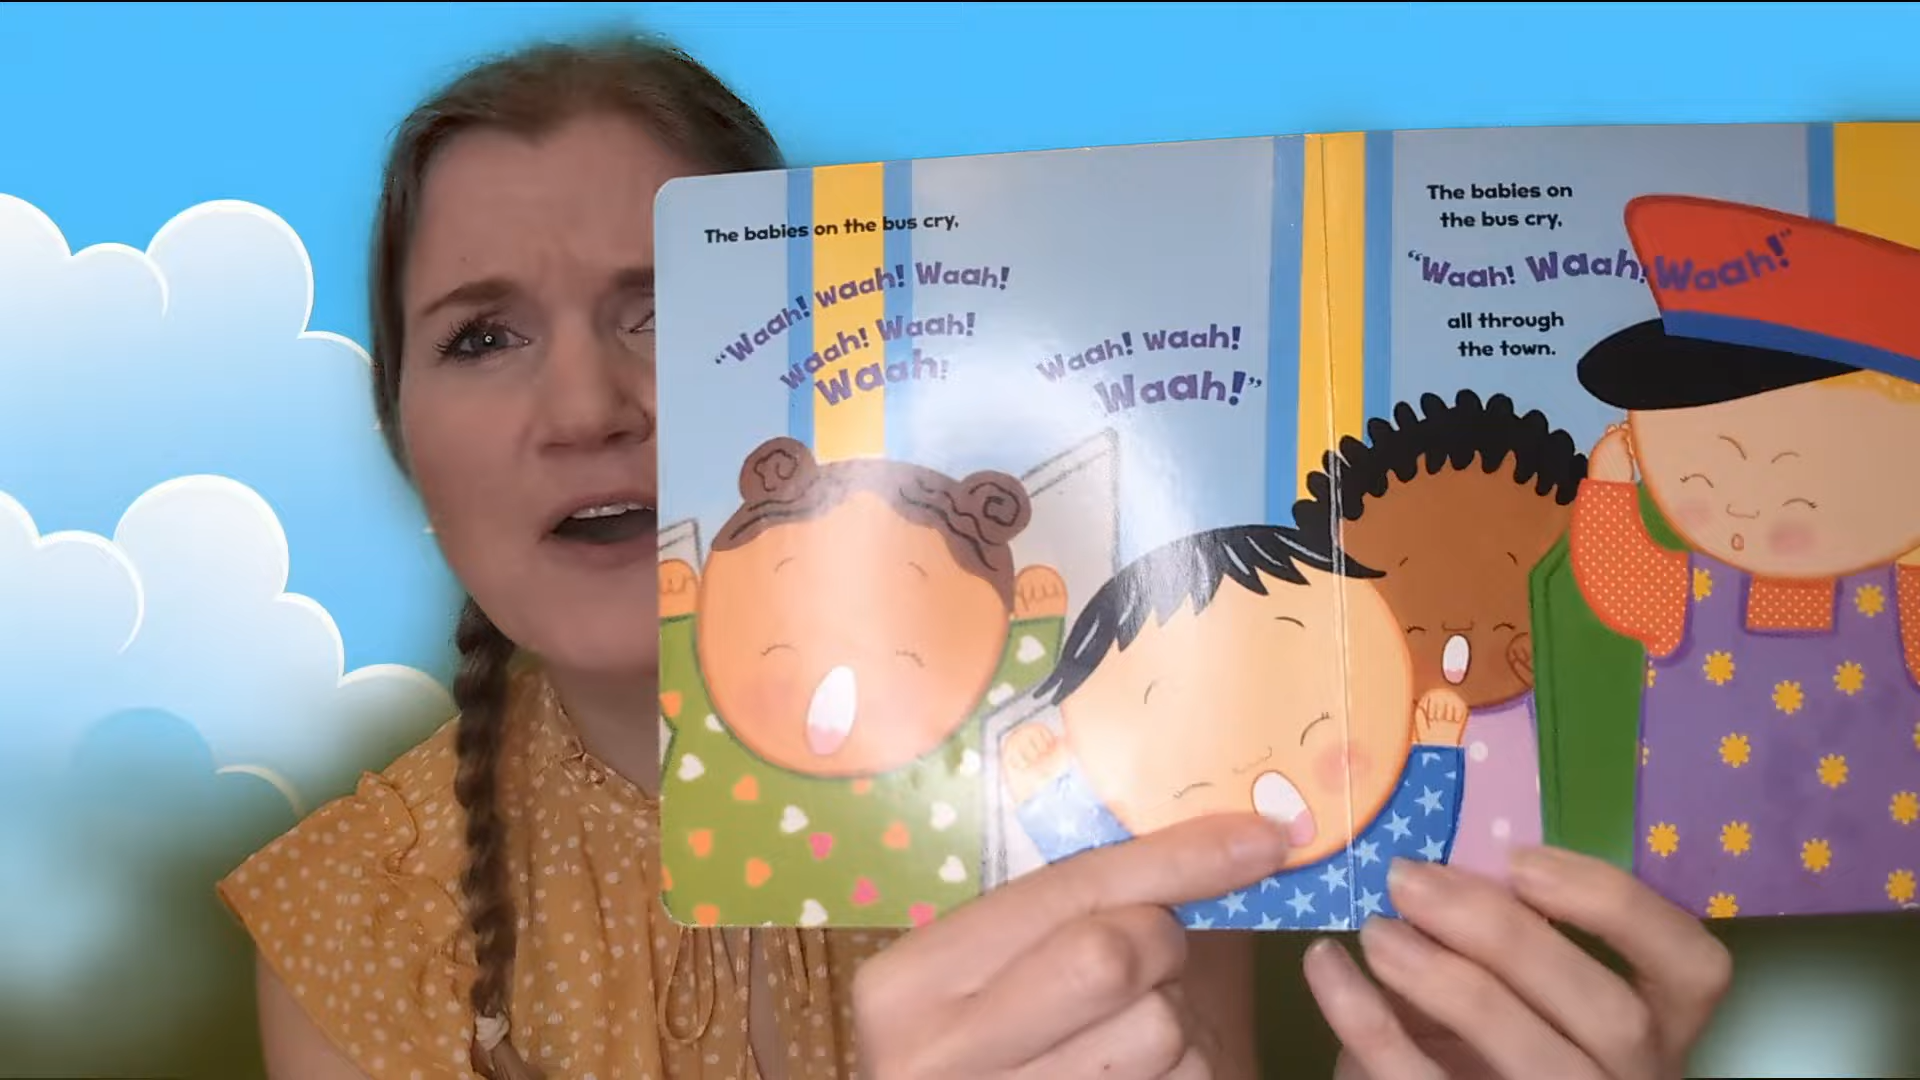 The babies on the bus cry,
"Waah! waah! Waah!
Waah! Waah!
Waah!
Waah! waah!
Waah!"
The babies on
the bus cry,
"Waah! Waah! Waah!"
all through
the town.